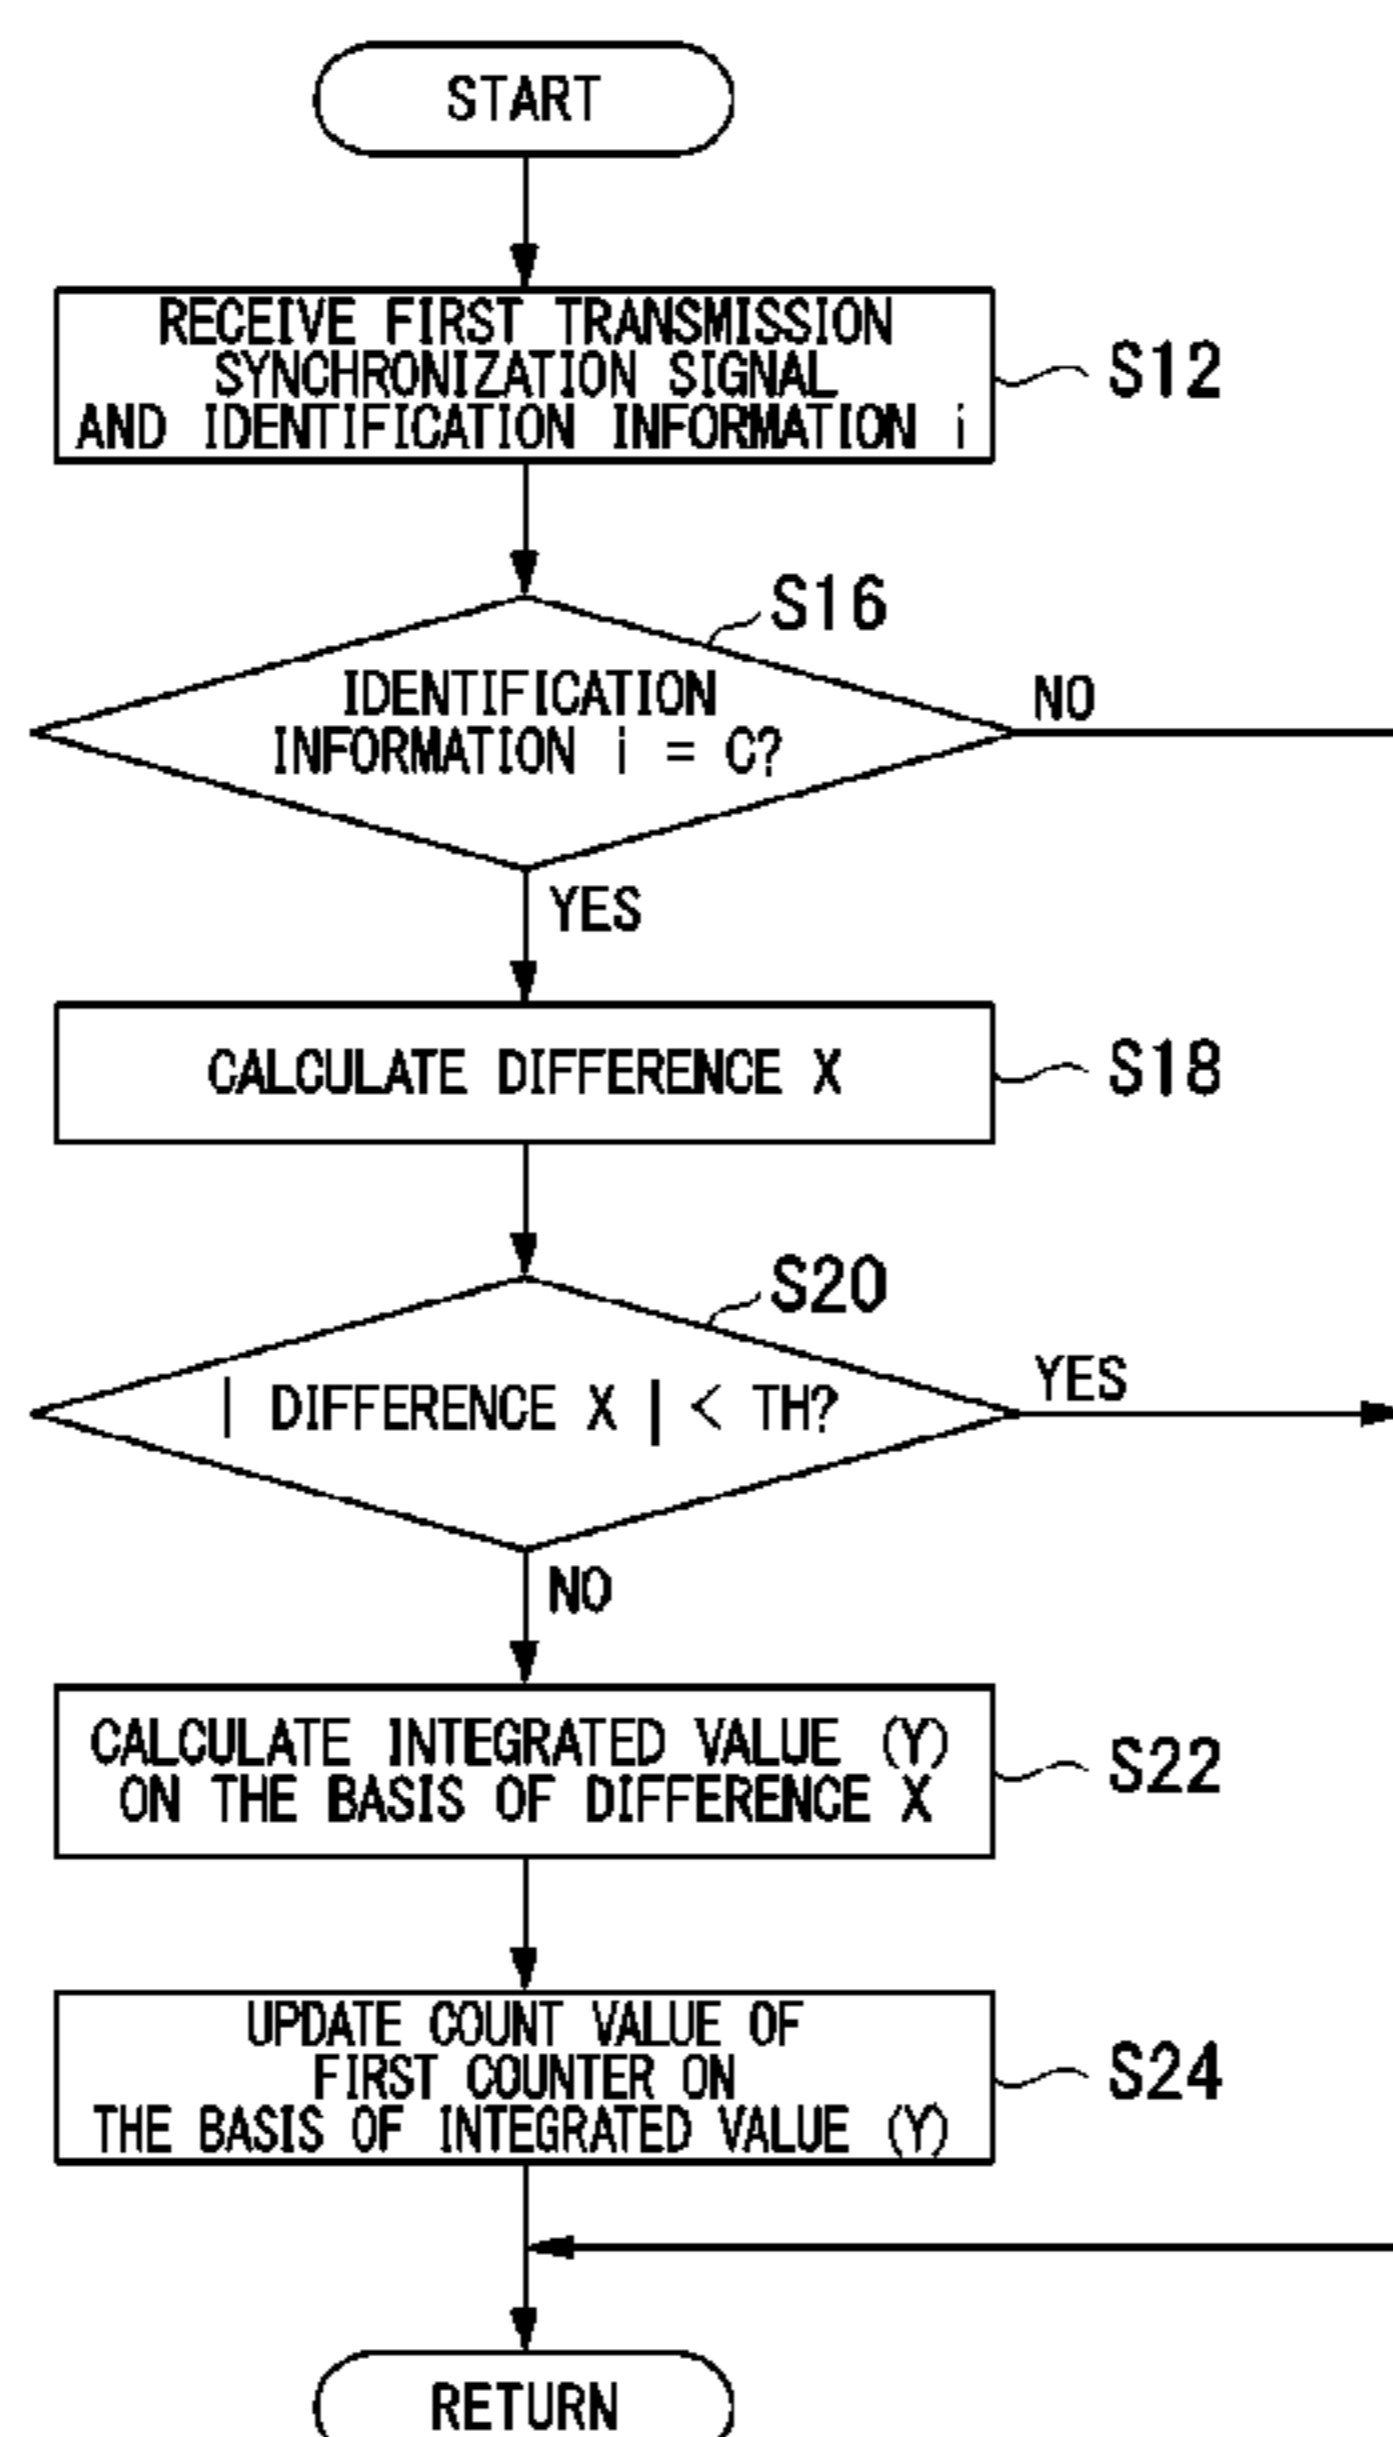 START
RECEIVE FIRST TRANSMISSION
SYNCHRONIZATION SIGNAL
AND IDENTIFICATION INFORMATION i
S12
S16
IDENTIFICATION
INFORMATION i = C?
NO
YES
CALCULATE DIFFERENCE X
S18
S20
| DIFFERENCE X | < TH?
YES
NO
CALCULATE INTEGRATED VALUE (Y)
ON THE BASIS OF DIFFERENCE X
S22
UPDATE COUNT VALUE OF
FIRST COUNTER ON
THE BASIS OF INTEGRATED VALUE (Y)
S24
RETURN